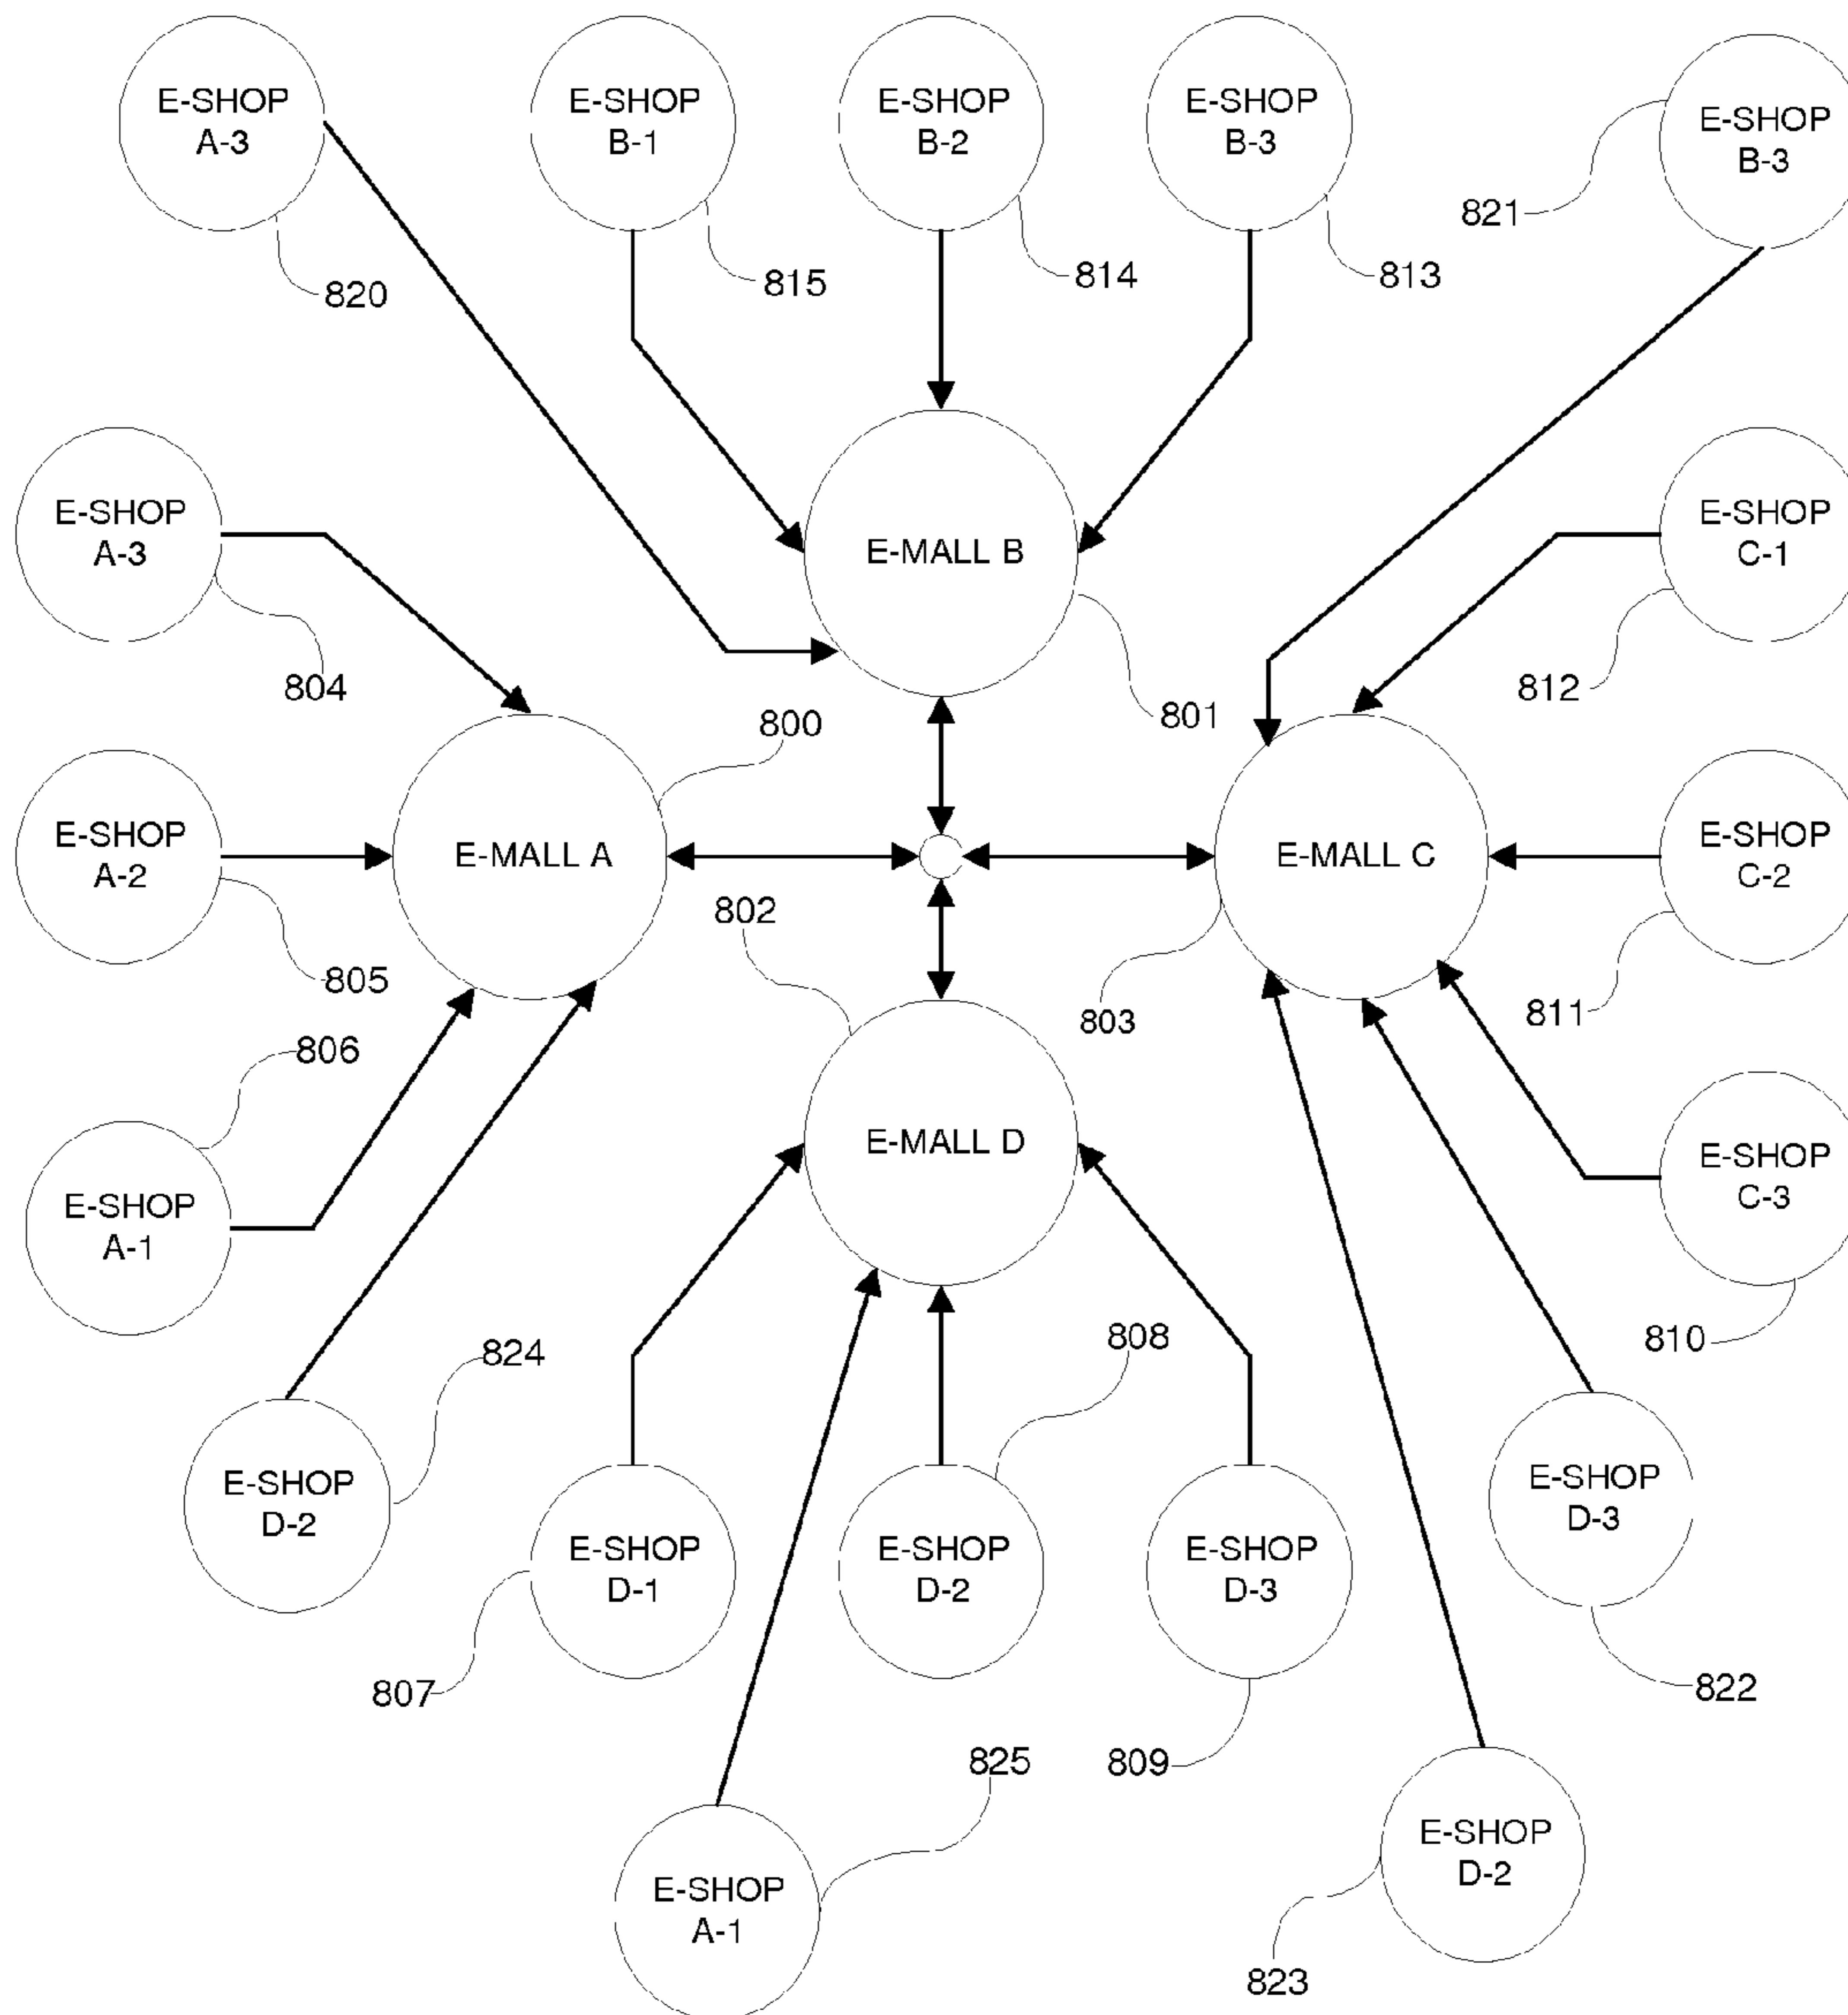 E-SHOP
A-3
820
E-SHOP
B-1
815
E-SHOP
B-2
814
E-SHOP
B-3
813
E-SHOP
B-3
821
E-SHOP
A-3
804
E-MALL B
801
E-SHOP
C-1
812
800
E-SHOP
A-2
805
E-MALL A
802
E-MALL C
803
E-SHOP
C-2
811
806
E-SHOP
A-1
E-MALL D
E-SHOP
C-3
810
824
E-SHOP
D-2
808
E-SHOP
D-1
807
E-SHOP
D-2
E-SHOP
D-3
809
E-SHOP
D-3
822
825
E-SHOP
A-1
E-SHOP
D-2
823